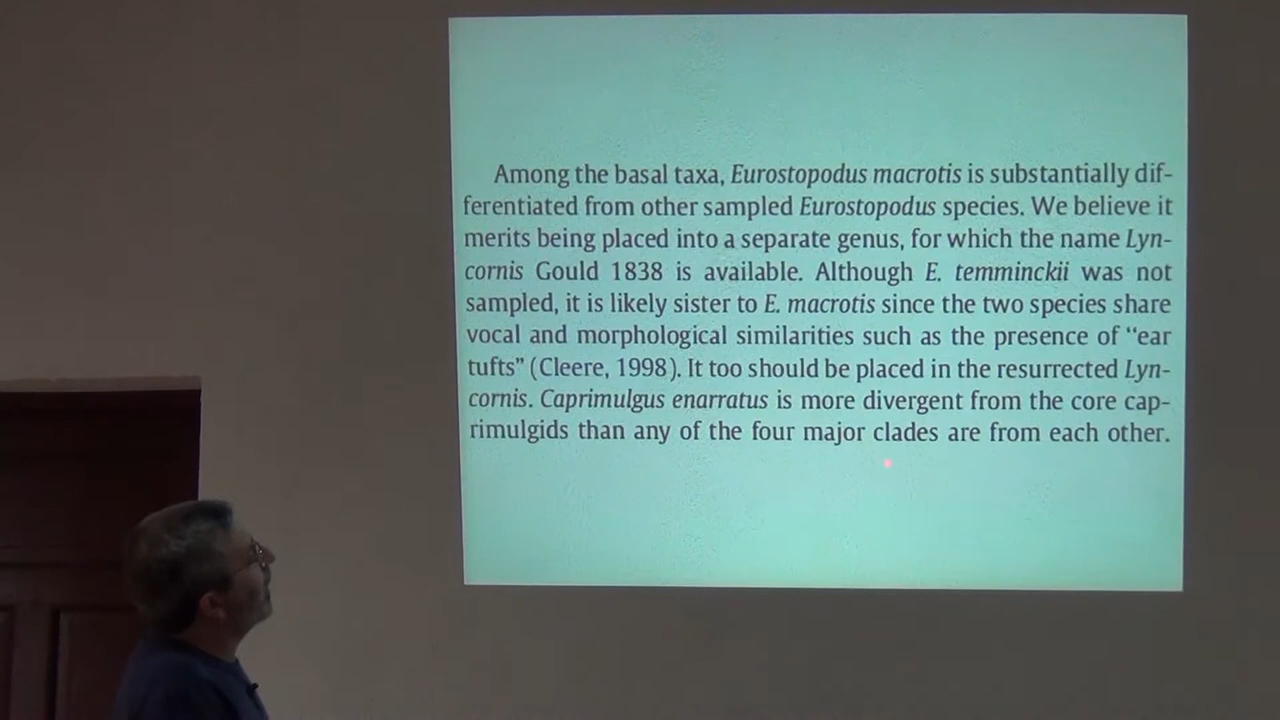 Among the basal taxa, Eurostopodus macrotis is substantially dif-
ferentiated from other sampled Eurostopodus species. We believe it
merits being placed into a separate genus, for which the name Lyn-
cornis Gould 1838 is available. Although E. temminckii was not
sampled, it is likely sister to E. macrotis since the two species share
vocal and morphological similarities such as the presence of “ear
tufts” (Cleere, 1998). It too should be placed in the resurrected Lyn-
cornis. Caprimulgus enarratus is more divergent from the core cap-
rimulgids than any of the four major clades are from each other.